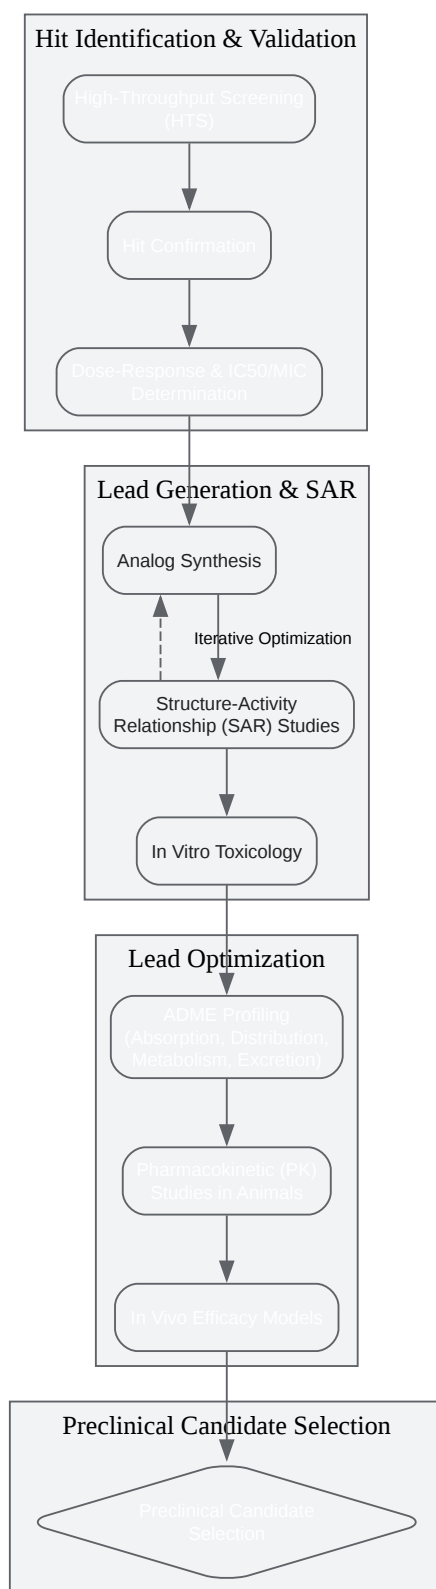 Hit Identification & Validation
High-Throughput Screening
(HTS)
Hit Confirmation
Dose-Response & IC50/MIC
Determination
Lead Generation & SAR
Analog Synthesis
Iterative Optimization
Structure-Activity
Relationship (SAR) Studies
In Vitro Toxicology
Lead Optimization
ADME Profiling
(Absorption, Distribution,
Metabolism, Excretion)
Pharmacokinetic (PK)
Studies in Animals
In Vivo Efficacy Models
Preclinical Candidate Selection
Preclinical Candidate
Selection